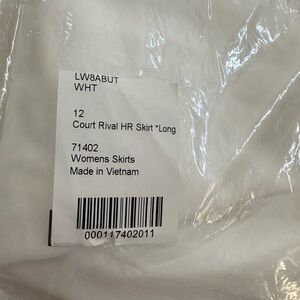 LW8ABUT
WHT
12
Court Rival HR Skirt *Long
71402
Womens Skirts
Made in Vietnam
000117402011